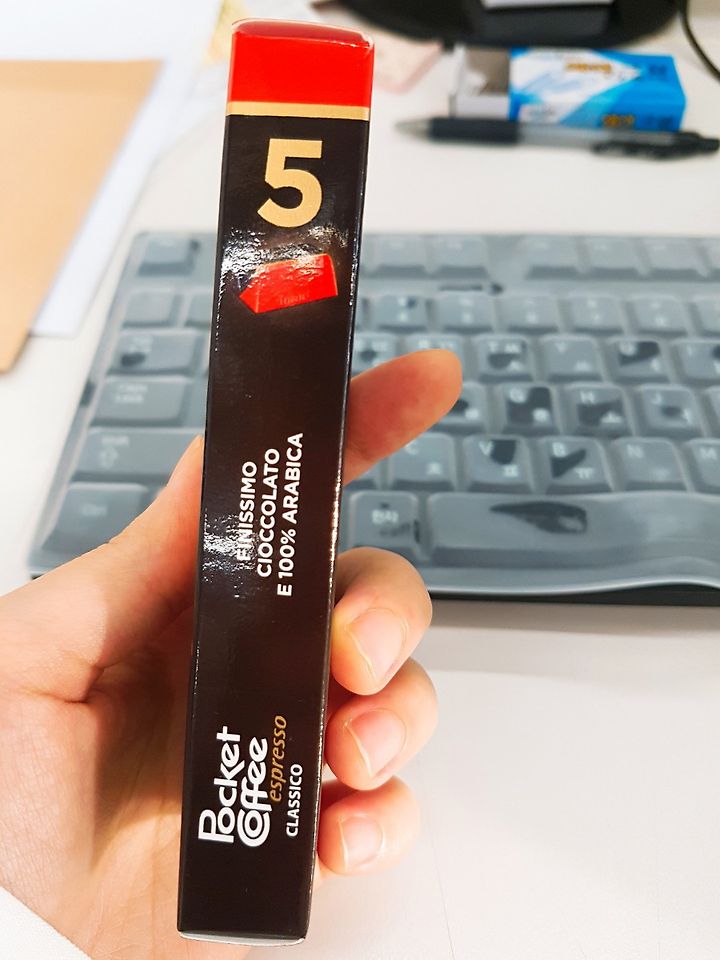 5
FINISSIMO
CIOCCOLATO
E 100% ARABICA
Pocket
Coffee
espresso
CLASSICO